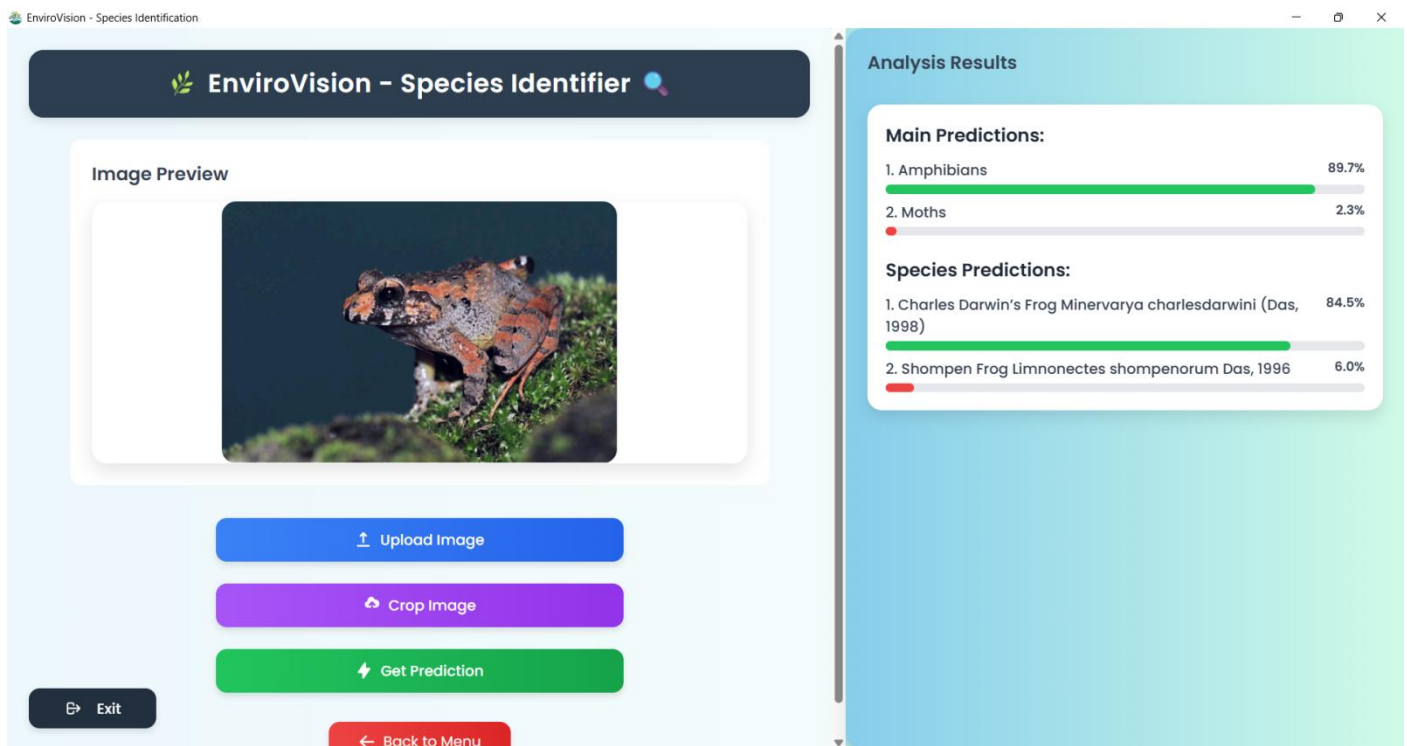 EnviroVision - Species Identification
EnviroVision - Species Identifier
Image Preview
Upload Image
Crop Image
Get Prediction
Exit
Back to Menu
Analysis Results
Main Predictions:
1. Amphibians 89.7%
2. Moths 2.3%
Species Predictions:
1. Charles Darwin’s Frog Minervarya charlesdarwini (Das, 84.5%
1998)
2. Shompen Frog Limnonectes shompenorum Das, 1996 6.0%